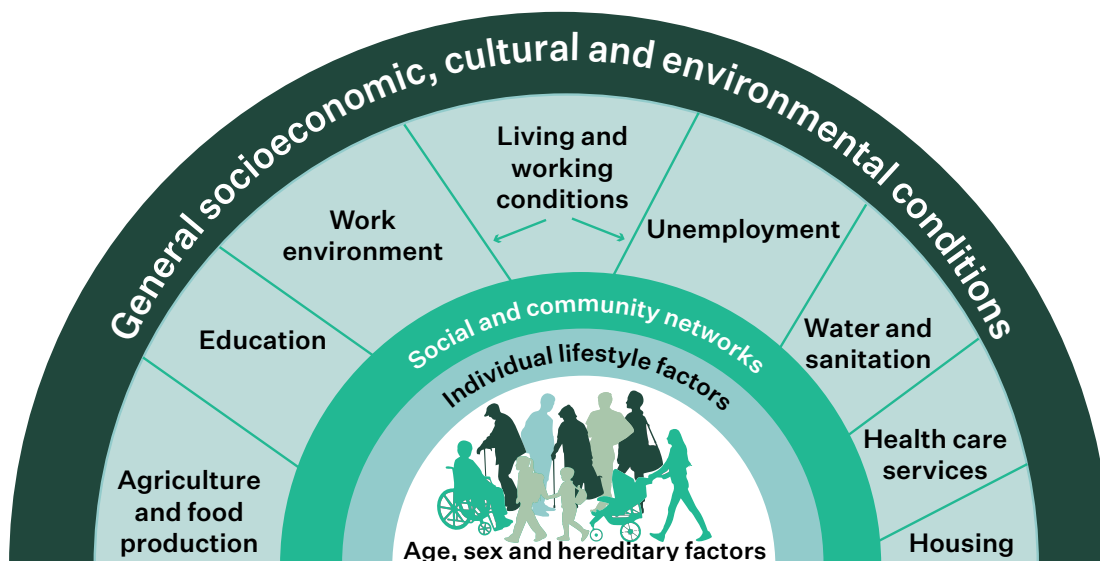 General socioeconomic, cultural and environmental conditions
Living and
working
conditions
Work
environment
Unemployment
Education
Water and
sanitation
Social and community networks
Individual lifestyle factors
Health care
services
Agriculture
and food
production
Housing
Age, sex and hereditary factors